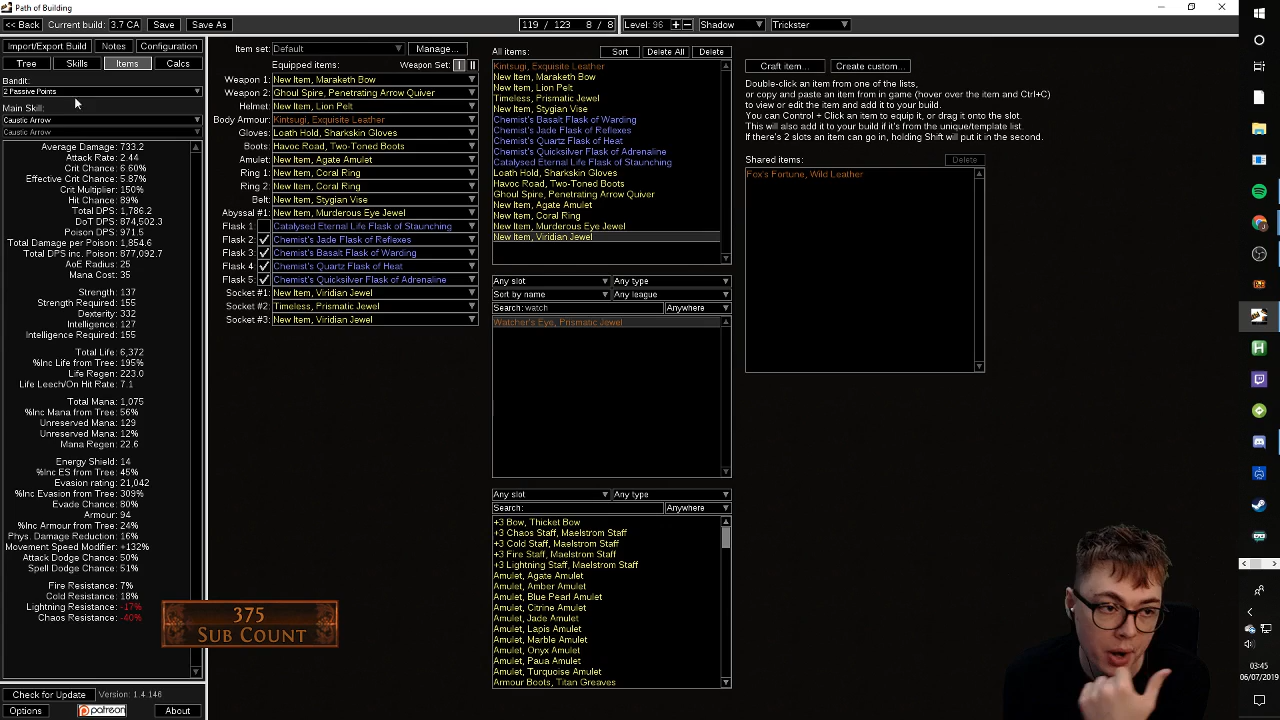 Path of Building
<< Back
Current build: 3.7 CA
Save
Save As
119 / 123 8 / 8
Level: 96
+
-
Shadow
Trickster
Import/Export Build
Notes
Configuration
Tree
Skills
Items
Calcs
Bandit:
2 Passive Points
Main Skill:
Caustic Arrow
Caustic Arrow
Average Damage: 733.2
Attack Rate: 2.44
Crit Chance: 6.60%
Effective Crit Chance: 5.87%
Crit Multiplier: 150%
Hit Chance: 89%
Total DPS: 1,786.2
DoT DPS: 874,502.3
Poison DPS: 971.5
Total Damage per Poison: 1,854.6
Total DPS inc. Poison: 877,092.7
AoE Radius: 25
Mana Cost: 35
Strength: 137
Strength Required: 155
Dexterity: 332
Intelligence: 127
Intelligence Required: 155
Total Life: 6,372
%Inc Life from Tree: 195%
Life Regen: 223.0
Life Leech/On Hit Rate: 7.1
Total Mana: 1,075
%Inc Mana from Tree: 56%
Unreserved Mana: 129
Unreserved Mana: 12%
Mana Regen: 22.6
Energy Shield: 14
%Inc ES from Tree: 45%
Evasion rating: 21,042
%Inc Evasion from Tree: 309%
Evade Chance: 80%
Armour: 94
%Inc Armour from Tree: 24%
Phys. Damage Reduction: 16%
Movement Speed Modifier: +132%
Attack Dodge Chance: 50%
Spell Dodge Chance: 51%
Fire Resistance: 7%
Cold Resistance: 18%
Lightning Resistance: -17%
Chaos Resistance: -40%
Check for Update
Version: 1.4.146
Options
patreon
About
Item set: Default
Manage...
Equipped items:
Weapon Set: I II
Weapon 1: New Item, Maraketh Bow
Weapon 2: Ghoul Spire, Penetrating Arrow Quiver
Helmet: New Item, Lion Pelt
Body Armour: Kintsugi, Exquisite Leather
Gloves: Loath Hold, Sharkskin Gloves
Boots: Havoc Road, Two-Toned Boots
Amulet: New Item, Agate Amulet
Ring 1: New Item, Coral Ring
Ring 2: New Item, Coral Ring
Belt: New Item, Stygian Vise
Abyssal #1: New Item, Murderous Eye Jewel
Flask 1: Catalysed Eternal Life Flask of Staunching
Flask 2: Chemist's Jade Flask of Reflexes
Flask 3: Chemist's Basalt Flask of Warding
Flask 4: Chemist's Quartz Flask of Heat
Flask 5: Chemist's Quicksilver Flask of Adrenaline
Socket #1: New Item, Viridian Jewel
Socket #2: Timeless, Prismatic Jewel
Socket #3: New Item, Viridian Jewel
375
Sub Count
All items:
Sort
Delete All
Delete
Kintsugi, Exquisite Leather
New Item, Maraketh Bow
New Item, Lion Pelt
Timeless, Prismatic Jewel
New Item, Stygian Vise
Chemist's Basalt Flask of Warding
Chemist's Jade Flask of Reflexes
Chemist's Quartz Flask of Heat
Chemist's Quicksilver Flask of Adrenaline
Catalysed Eternal Life Flask of Staunching
Loath Hold, Sharkskin Gloves
Havoc Road, Two-Toned Boots
Ghoul Spire, Penetrating Arrow Quiver
New Item, Agate Amulet
New Item, Coral Ring
New Item, Murderous Eye Jewel
New Item, Viridian Jewel
Any slot
Any type
Sort by name
Any league
Search: watch
Anywhere
Watcher's Eye, Prismatic Jewel
Any slot
Any type
Search:
Anywhere
+3 Bow, Thicket Bow
+3 Chaos Staff, Maelstrom Staff
+3 Cold Staff, Maelstrom Staff
+3 Fire Staff, Maelstrom Staff
+3 Lightning Staff, Maelstrom Staff
Amulet, Agate Amulet
Amulet, Amber Amulet
Amulet, Blue Pearl Amulet
Amulet, Citrine Amulet
Amulet, Jade Amulet
Amulet, Lapis Amulet
Amulet, Marble Amulet
Amulet, Onyx Amulet
Amulet, Paua Amulet
Amulet, Turquoise Amulet
Armour Boots, Titan Greaves
Craft item...
Create custom...
Double-click an item from one of the lists,
or copy and paste an item from in game (hover over the item and Ctrl+C)
to view or edit the item and add it to your build.
You can Control + Click an item to equip it, or drag it onto the slot.
This will also add it to your build if it's from the unique/template list.
If there's 2 slots an item can go in, holding Shift will put it in the second.
Shared items:
Delete
Fox's Fortune, Wild Leather
03:45
06/07/2019